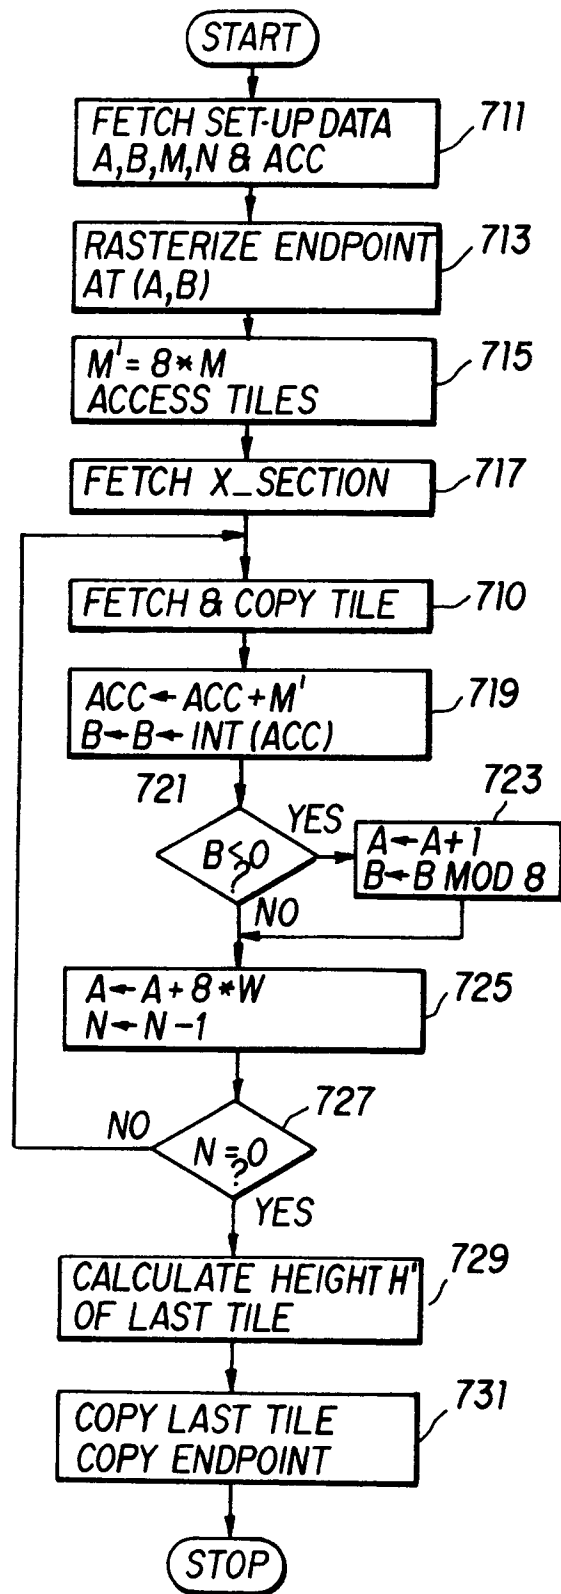 START
FETCH SET-UP DATA
A,B,M,N & ACC
711
RASTERIZE ENDPOINT
AT (A,B)
713
M' = 8*M
ACCESS TILES
715
FETCH X_SECTION
717
FETCH & COPY TILE
710
ACC←ACC+M'
B←B←INT(ACC)
719
721
B≤0
?
YES
NO
723
A←A+1
B←B MOD 8
A←A+8*W
N←N-1
725
727
N=0
?
NO
YES
CALCULATE HEIGHT H'
OF LAST TILE
729
COPY LAST TILE
COPY ENDPOINT
731
STOP